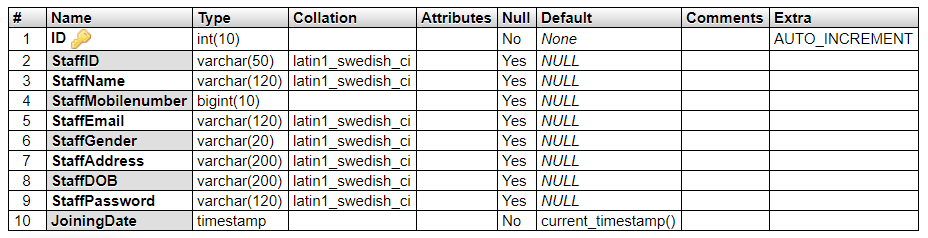 # Name Type Collation Attributes Null Default Comments Extra
1 ID int(10) No None AUTO_INCREMENT
2 StaffID varchar(50) latin1_swedish_ci Yes NULL
3 StaffName varchar(120) latin1_swedish_ci Yes NULL
4 StaffMobilenumber bigint(10) Yes NULL
5 StaffEmail varchar(120) latin1_swedish_ci Yes NULL
6 StaffGender varchar(20) latin1_swedish_ci Yes NULL
7 StaffAddress varchar(200) latin1_swedish_ci Yes NULL
8 StaffDOB varchar(200) latin1_swedish_ci Yes NULL
9 StaffPassword varchar(120) latin1_swedish_ci Yes NULL
10 JoiningDate timestamp No current_timestamp()